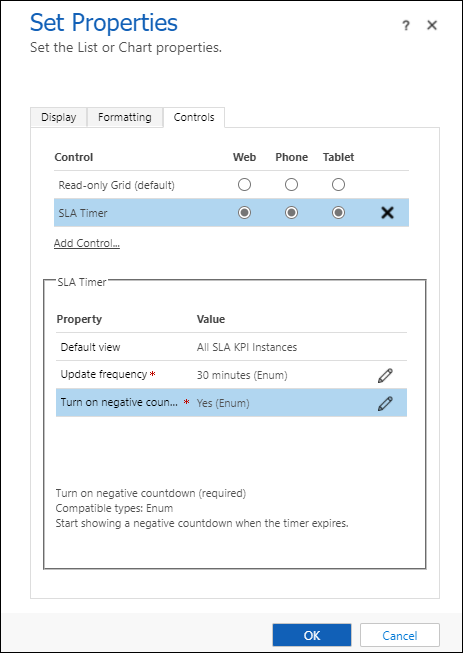 Set Properties
?
Set the List or Chart properties.
Display Formatting Controls
Control Web Phone Tablet
Read-only Grid (default)
SLA Timer
Add Control...
SLA Timer
Property Value
Default view All SLA KPI Instances
Update frequency * 30 minutes (Enum)
Turn on negative coun... * Yes (Enum)
Turn on negative countdown (required)
Compatible types: Enum
Start showing a negative countdown when the timer expires.
OK Cancel